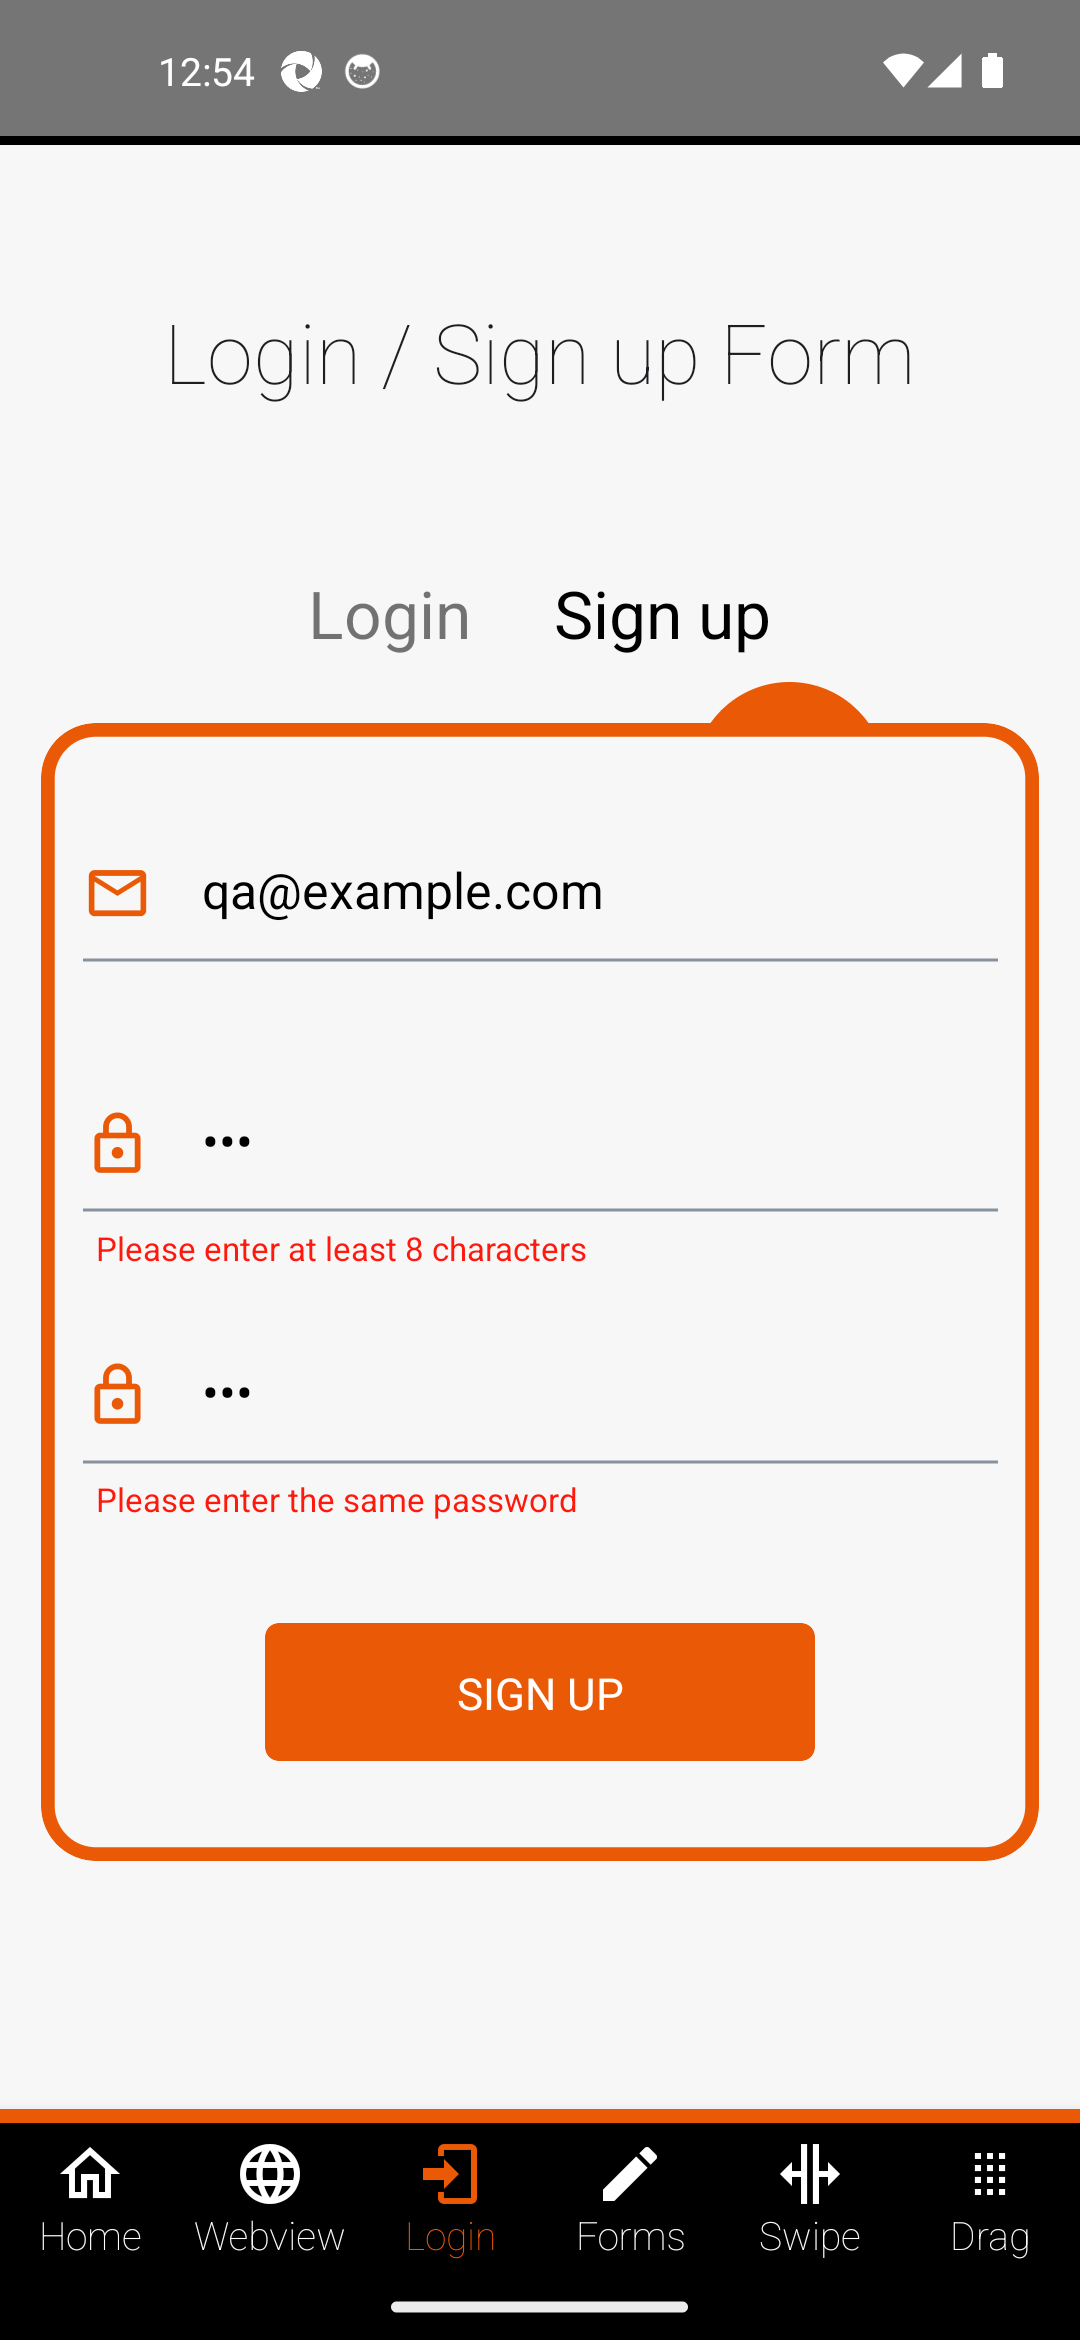 12:54
Login / Sign up Form
Login Sign up
qa@example.com
•••
Please enter at least 8 characters
•••
Please enter the same password
SIGN UP
Home Webview Login Forms Swipe Drag